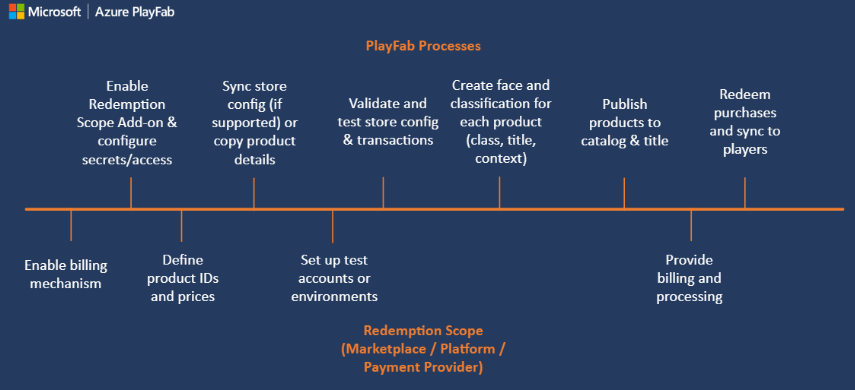 Microsoft | Azure PlayFab
PlayFab Processes
Enable
Redemption
Scope Add-on &
configure
secrets/access
Sync store
config (if
supported) or
copy product
details
Validate and
test store config
& transactions
Create face and
classification for
each product
(class, title,
context)
Publish
products to
catalog & title
Redeem
purchases
and sync to
players
Enable billing
mechanism
Define
product IDs
and prices
Set up test
accounts or
environments
Provide
billing and
processing
Redemption Scope
(Marketplace / Platform /
Payment Provider)